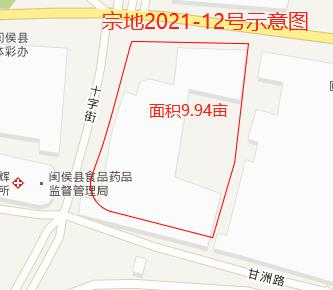 宗地2021-12号示意图
闽侯县
体彩办
十字街
面积9.94亩
辉
所
闽侯县食品药品
监督管理局
甘洲路